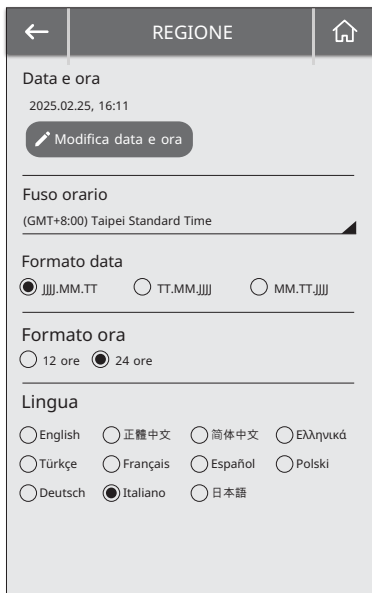 REGIONE
Data e ora
2025.02.25, 16:11
Modifica data e ora
Fuso orario
(GMT+8:00) Taipei Standard Time
Formato data
JJJJ.MM.TT TT.MM.JJJJ MM.TT.JJJJ
Formato ora
12 ore 24 ore
Lingua
English 正體中文 简体中文 Ελληνικά
Türkçe Français Español Polski
Deutsch Italiano 日本語